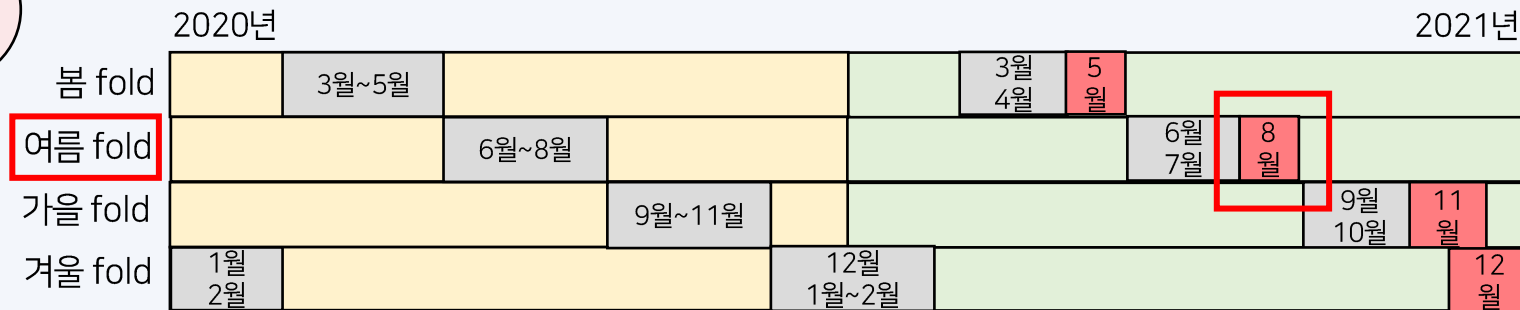 2020년
2021년
봄 fold
3월~5월
3월
4월
5
월
여름 fold
6월~8월
6월
7월
8
월
가을 fold
9월~11월
9월
10월
11
월
겨울 fold
1월
2월
12월
1월~2월
12
월